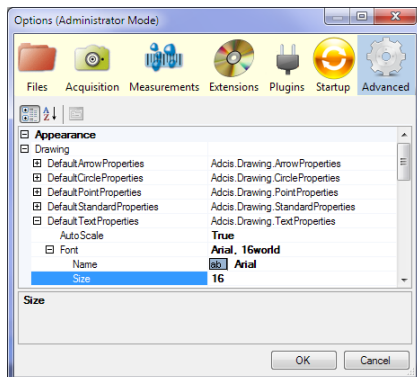 Options (Administrator Mode)
Files Acquisition Measurements Extensions Plugins Startup Advanced
Appearance
Drawing
DefaultArrowProperties Adcis.Drawing.ArrowProperties
DefaultCircleProperties Adcis.Drawing.CircleProperties
DefaultPointProperties Adcis.Drawing.PointProperties
DefaultStandardProperties Adcis.Drawing.StandardProperties
DefaultTextProperties Adcis.Drawing.TextProperties
AutoScale True
Font Arial, 16world
Name ab Arial
Size 16
Size
OK Cancel